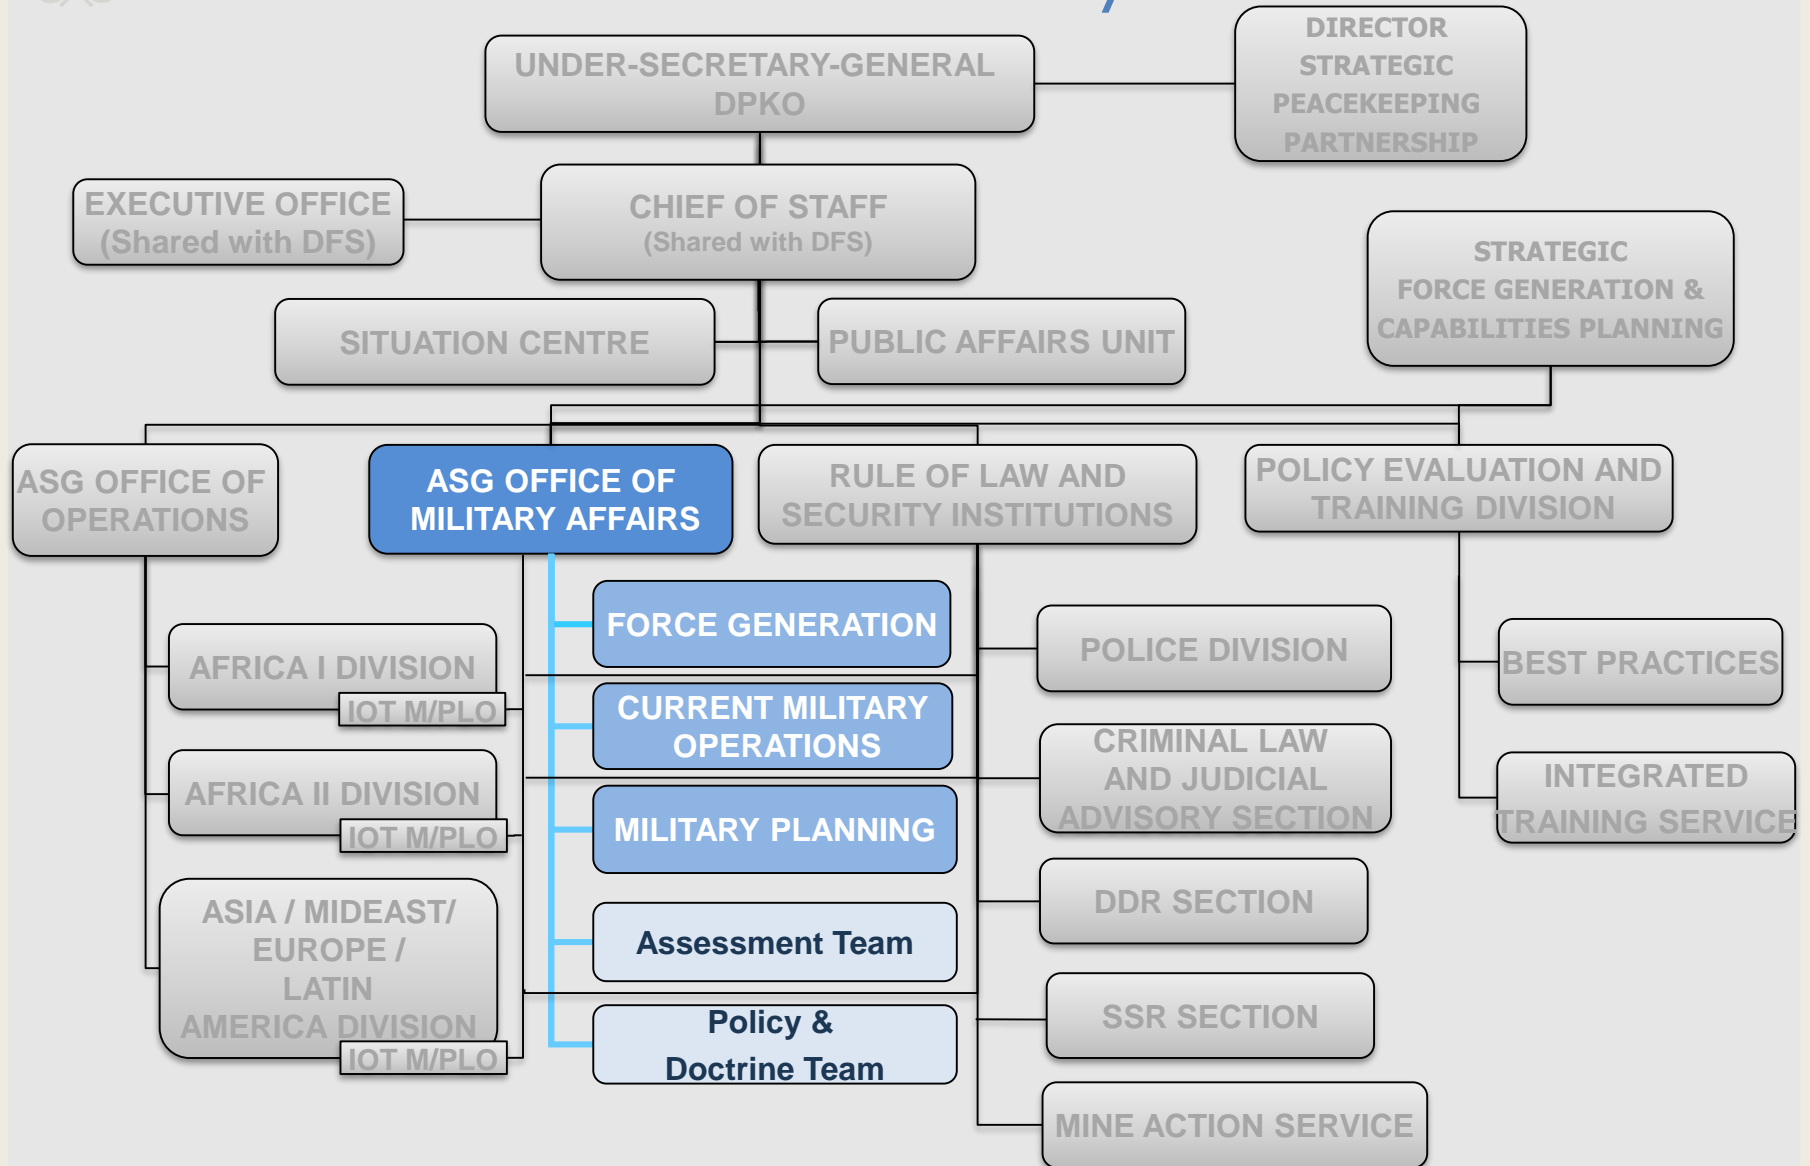 UNDER-SECRETARY-GENERAL
DPKO
DIRECTOR
STRATEGIC
PEACEKEEPING
PARTNERSHIP
EXECUTIVE OFFICE
(Shared with DFS)
CHIEF OF STAFF
(Shared with DFS)
STRATEGIC
FORCE GENERATION &
CAPABILITIES PLANNING
SITUATION CENTRE
PUBLIC AFFAIRS UNIT
ASG OFFICE OF
OPERATIONS
ASG OFFICE OF
MILITARY AFFAIRS
RULE OF LAW AND
SECURITY INSTITUTIONS
POLICY EVALUATION AND
TRAINING DIVISION
AFRICA I DIVISION
IOT M/PLO
AFRICA II DIVISION
IOT M/PLO
ASIA / MIDEAST/
EUROPE /
LATIN
AMERICA DIVISION
IOT M/PLO
FORCE GENERATION
CURRENT MILITARY
OPERATIONS
MILITARY PLANNING
Assessment Team
Policy &
Doctrine Team
POLICE DIVISION
CRIMINAL LAW
AND JUDICIAL
ADVISORY SECTION
DDR SECTION
SSR SECTION
MINE ACTION SERVICE
BEST PRACTICES
INTEGRATED
TRAINING SERVICE